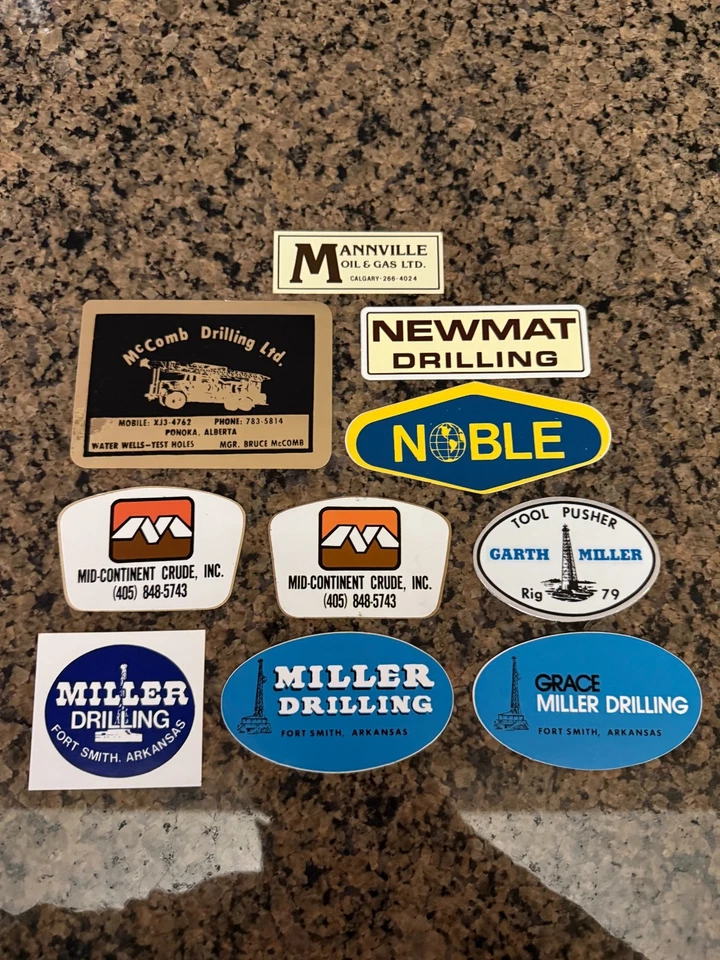 MANNVILLE
OIL & GAS LTD.
CALGARY-266-4024
McComb Drilling Ltd.
MOBILE: XJ3-4762 PHONE: 783-5814
PONOKA, ALBERTA
WATER WELLS-TEST HOLES MGR. BRUCE McCOMB
NEWMAT
DRILLING
NOBLE
MID-CONTINENT CRUDE, INC.
(405) 848-5743
MID-CONTINENT CRUDE, INC.
(405) 848-5743
TOOL PUSHER
GARTH MILLER
Rig 79
MILLER
DRILLING
FORT SMITH, ARKANSAS
MILLER
DRILLING
FORT SMITH, ARKANSAS
GRACE
MILLER DRILLING
FORT SMITH, ARKANSAS